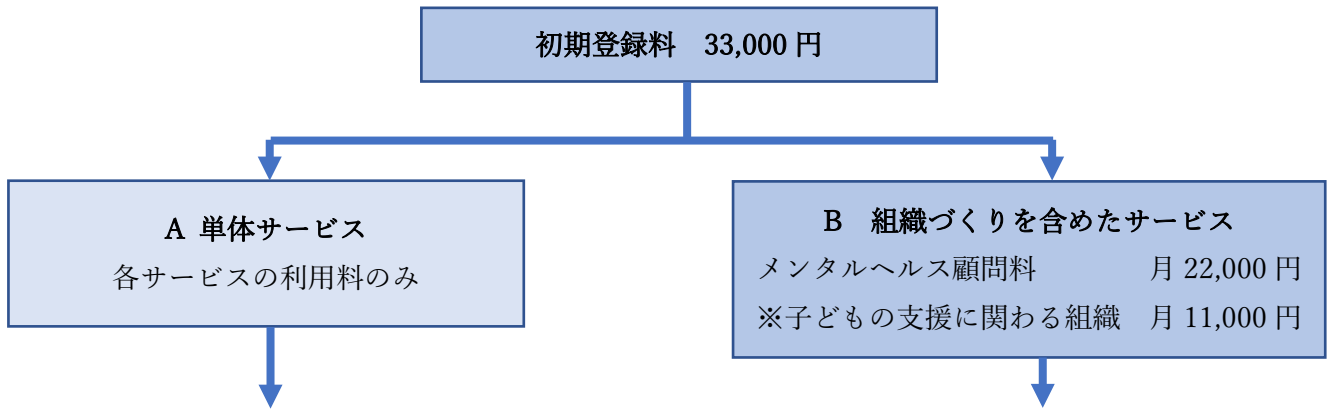 初期登録料　33,000 円
A 単体サービス
各サービスの利用料のみ
B　組織づくりを含めたサービス
メンタルヘルス顧問料　月 22,000 円
※子どもの支援に関わる組織　月 11,000 円